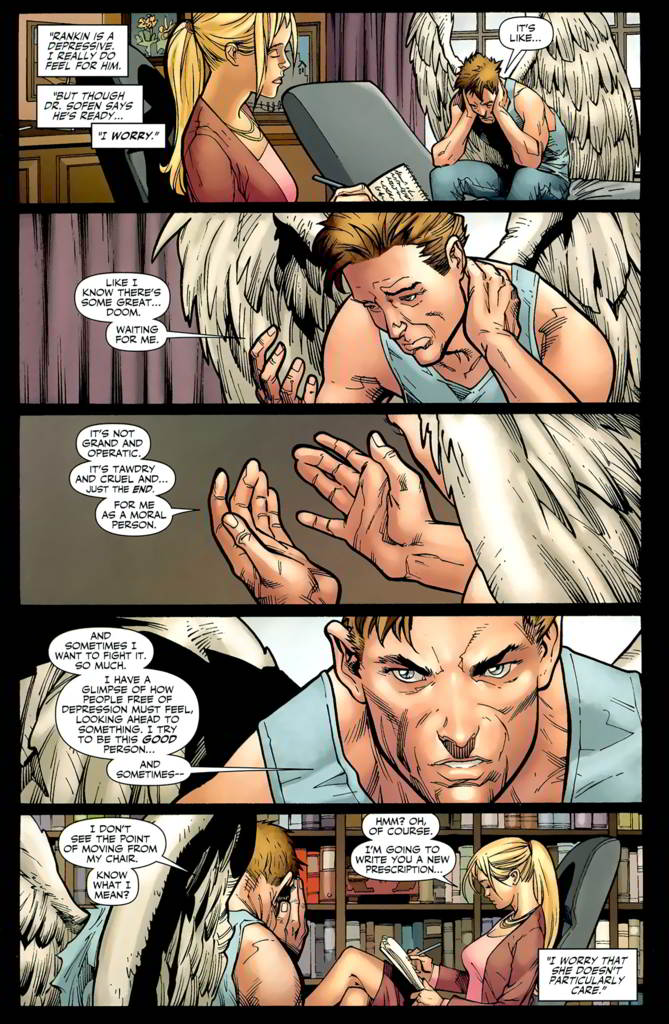 "RANKIN IS A
DEPRESSIVE.
I REALLY DO
FEEL FOR HIM.
"BUT THOUGH
DR. SOFEN SAYS
HE'S READY...
"I WORRY."
IT'S
LIKE...
LIKE I
KNOW THERE'S
SOME GREAT...
DOOM.
WAITING
FOR ME.
IT'S NOT
GRAND AND
OPERATIC.
IT'S TAWDRY
AND CRUEL AND...
JUST THE END.
FOR ME
AS A MORAL
PERSON.
AND
SOMETIMES I
WANT TO FIGHT IT.
SO MUCH.
I HAVE A
GLIMPSE OF HOW
PEOPLE FREE OF
DEPRESSION MUST FEEL,
LOOKING AHEAD TO
SOMETHING. I TRY
TO BE THIS GOOD
PERSON...
AND
SOMETIMES--
I DON'T
SEE THE POINT
OF MOVING FROM
MY CHAIR.
KNOW
WHAT I
MEAN?
HMM? OH,
OF COURSE.
I'M GOING TO
WRITE YOU A NEW
PRESCRIPTION...
"I WORRY THAT
SHE DOESN'T
PARTICULARLY
CARE."